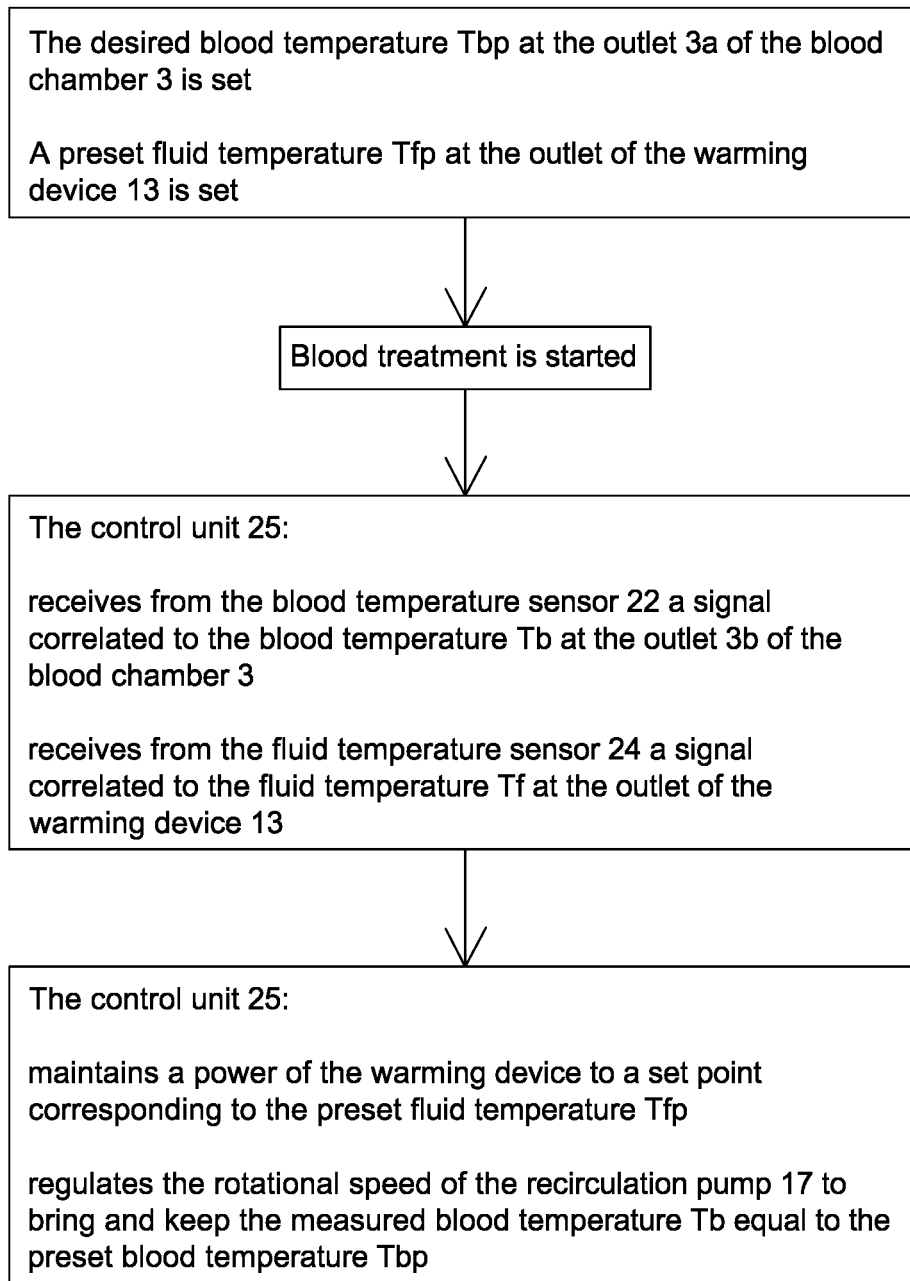 The desired blood temperature Tbp at the outlet 3a of the blood
chamber 3 is set
A preset fluid temperature Tfp at the outlet of the warming
device 13 is set
Blood treatment is started
The control unit 25:
receives from the blood temperature sensor 22 a signal
correlated to the blood temperature Tb at the outlet 3b of the
blood chamber 3
receives from the fluid temperature sensor 24 a signal
correlated to the fluid temperature Tf at the outlet of the
warming device 13
The control unit 25:
maintains a power of the warming device to a set point
corresponding to the preset fluid temperature Tfp
regulates the rotational speed of the recirculation pump 17 to
bring and keep the measured blood temperature Tb equal to the
preset blood temperature Tbp